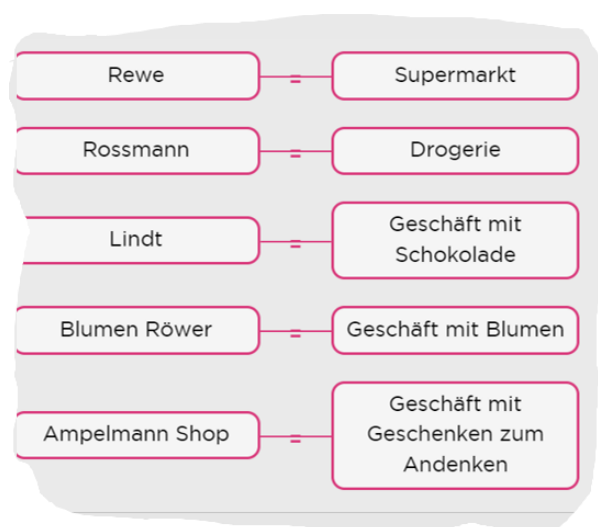 Rewe = Supermarkt
Rossmann = Drogerie
Lindt = Geschäft mit
Schokolade
Blumen Röwer = Geschäft mit Blumen
Ampelmann Shop = Geschäft mit
Geschenken zum
Andenken